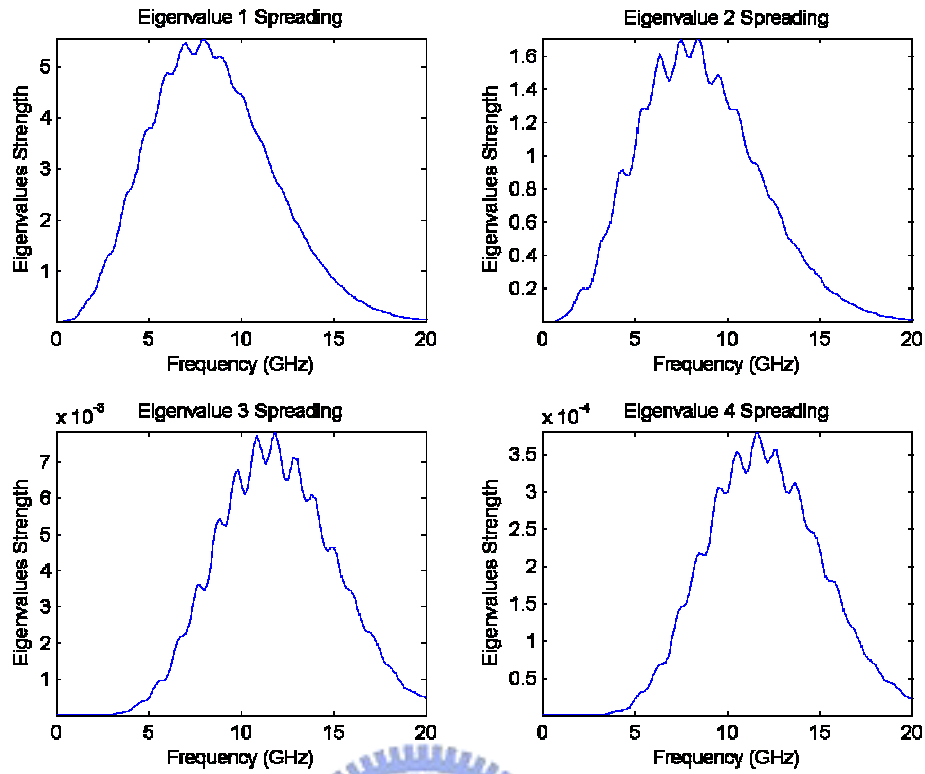 Eigenvalue 1 Spreading
Eigenvalues Strength
5
4
3
2
1
0 5 10 15 20
Frequency (GHz)
Eigenvalue 2 Spreading
Eigenvalues Strength
1.6
1.4
1.2
1
0.8
0.6
0.4
0.2
0 5 10 15 20
Frequency (GHz)
x 10^-3 Eigenvalue 3 Spreading
Eigenvalues Strength
7
6
5
4
3
2
1
0 5 10 15 20
Frequency (GHz)
x 10^-4 Eigenvalue 4 Spreading
Eigenvalues Strength
3.5
3
2.5
2
1.5
1
0.5
0 5 10 15 20
Frequency (GHz)